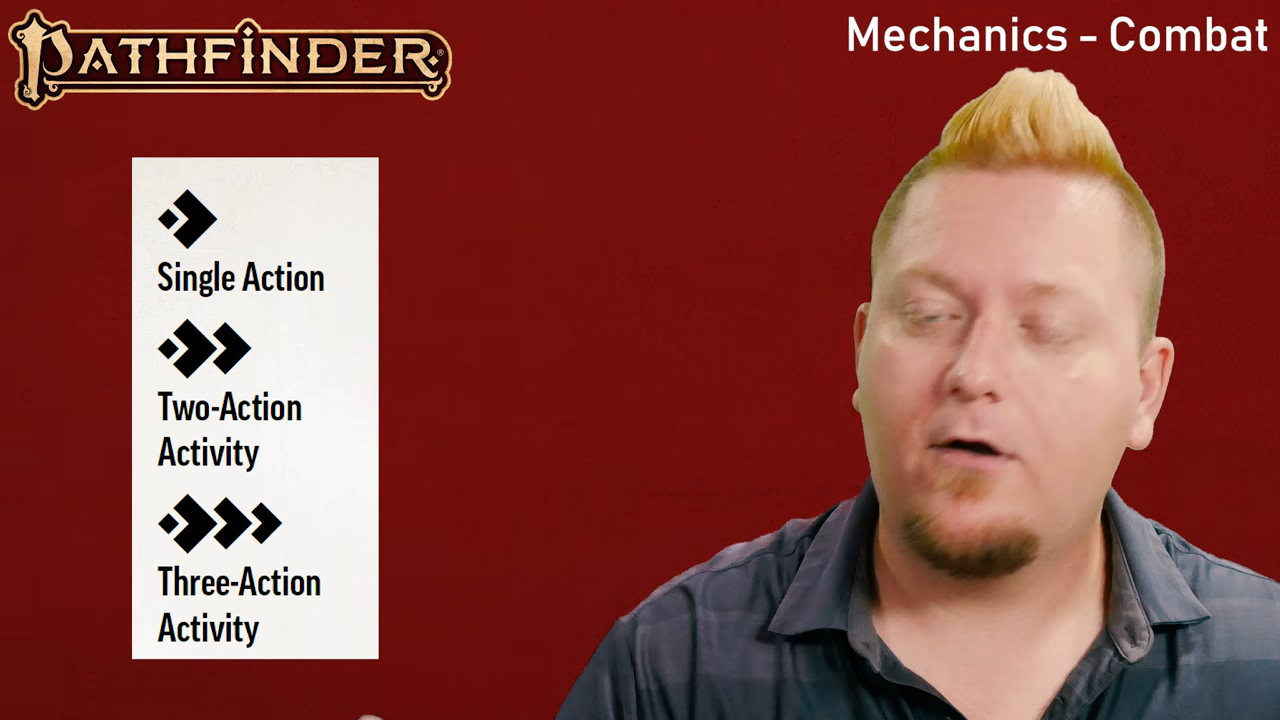 PATHFINDER®
Mechanics - Combat
Single Action
Two-Action
Activity
Three-Action
Activity